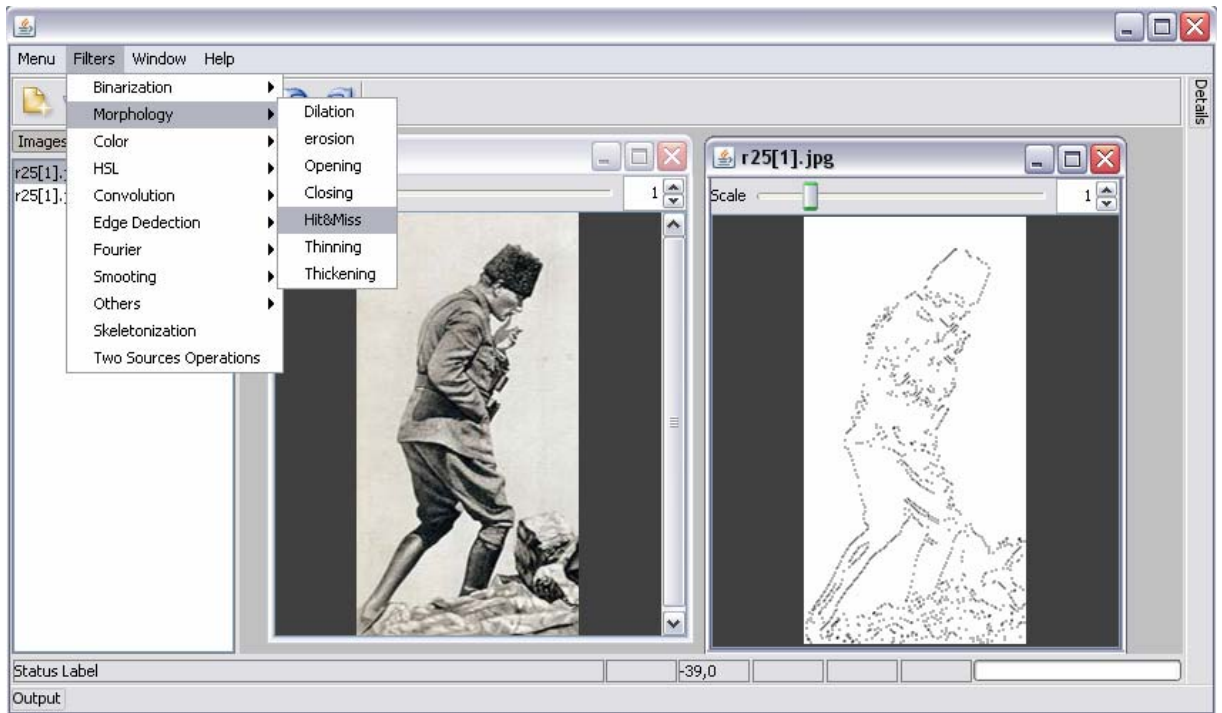 Menu Filters Window Help
Binarization
Morphology
Color
HSL
Convolution
Edge Dedection
Fourier
Smooting
Others
Skeletonization
Two Sources Operations
Dilation
erosion
Opening
Closing
Hit&Miss
Thinning
Thickening
Images
r25[1].
r25[1].
1
r25[1].jpg
Scale 1
Details
Status Label -39,0
Output